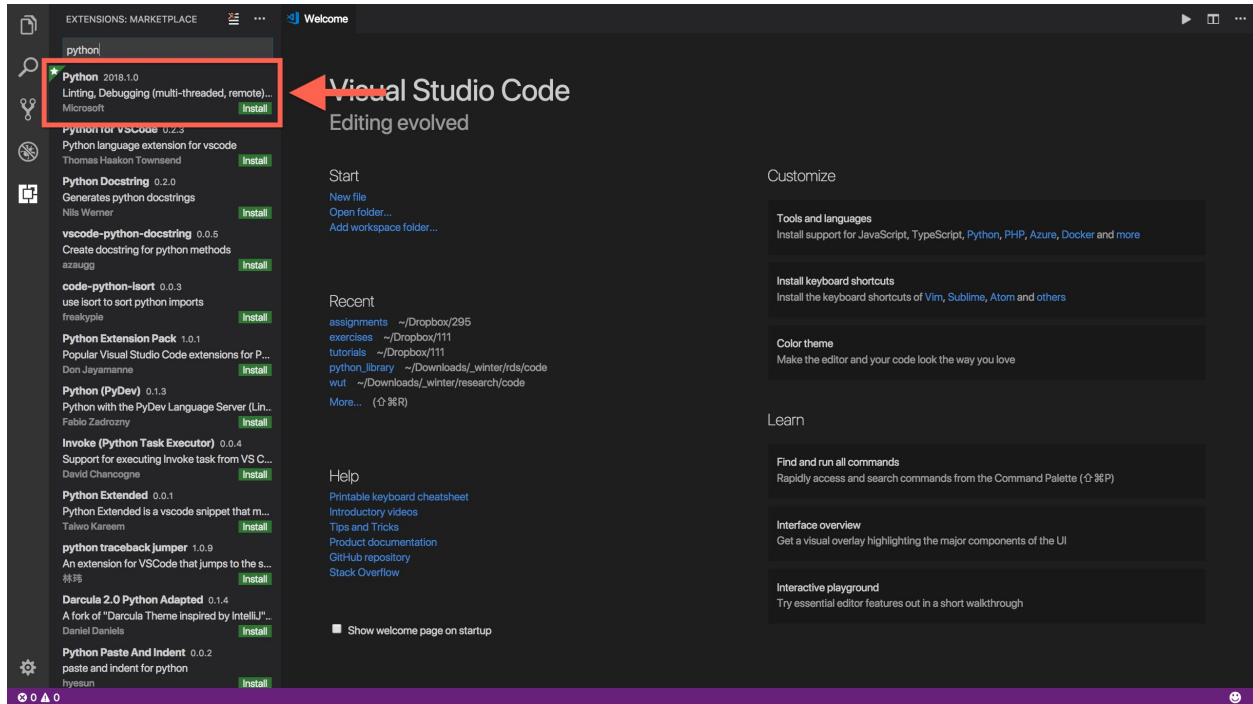 EXTENSIONS: MARKETPLACE
python
Python 2018.1.0
Linting, Debugging (multi-threaded, remote)...
Microsoft Install
Python for VSCode 0.2.3
Python language extension for vscode
Thomas Haakon Townsend Install
Python Docstring 0.2.0
Generates python docstrings
Nils Werner Install
vscode-python-docstring 0.0.5
Create docstring for python methods
azaugg Install
code-python-isort 0.0.3
use isort to sort python imports
freakypie Install
Python Extension Pack 1.0.1
Popular Visual Studio Code extensions for P...
Don Jayamanne Install
Python (PyDev) 0.1.3
Python with the PyDev Language Server (Lin...
Fabio Zadrozny Install
Invoke (Python Task Executor) 0.0.4
Support for executing Invoke task from VS C...
David Chancogne Install
Python Extended 0.0.1
Python Extended is a vscode snippet that m...
Taiwo Kareem Install
python traceback jumper 1.0.9
An extension for VSCode that jumps to the s...
林玮 Install
Darcula 2.0 Python Adapted 0.1.4
A fork of "Darcula Theme inspired by IntelliJ"...
Daniel Daniels Install
Python Paste And Indent 0.0.2
paste and indent for python
hyesun Install
Welcome
Visual Studio Code
Editing evolved
Start
New file
Open folder...
Add workspace folder...
Recent
assignments ~/Dropbox/295
exercises ~/Dropbox/111
tutorials ~/Dropbox/111
python_library ~/Downloads/_winter/rds/code
wut ~/Downloads/_winter/research/code
More... (⇧⌘R)
Help
Printable keyboard cheatsheet
Introductory videos
Tips and Tricks
Product documentation
GitHub repository
Stack Overflow
Show welcome page on startup
Customize
Tools and languages
Install support for JavaScript, TypeScript, Python, PHP, Azure, Docker and more
Install keyboard shortcuts
Install the keyboard shortcuts of Vim, Sublime, Atom and others
Color theme
Make the editor and your code look the way you love
Learn
Find and run all commands
Rapidly access and search commands from the Command Palette (⇧⌘P)
Interface overview
Get a visual overlay highlighting the major components of the UI
Interactive playground
Try essential editor features out in a short walkthrough
0 0